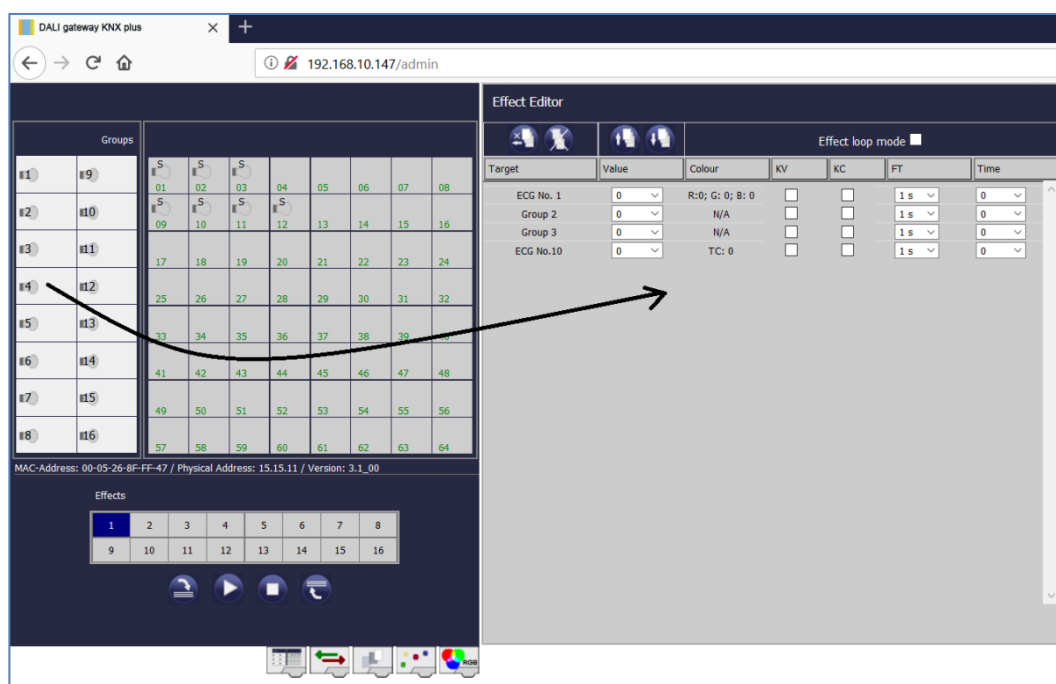 DALI gateway KNX plus
192.168.10.147/admin
Effect Editor
Groups
Effect loop mode
Target Value Colour KV KC FT Time
1 9 S S S
01 02 03 04 05 06 07 08
ECG No. 1 0 R:0; G: 0; B: 0 1 s 0
2 10 S S S S
09 10 11 12 13 14 15 16
Group 2 0 N/A 1 s 0
Group 3 0 N/A 1 s 0
3 11
17 18 19 20 21 22 23 24
ECG No.10 0 TC: 0 1 s 0
4 12
25 26 27 28 29 30 31 32
5 13
33 34 35 36 37 38 39
6 14
41 42 43 44 45 46 47 48
7 15
49 50 51 52 53 54 55 56
8 16
57 58 59 60 61 62 63 64
MAC-Address: 00-05-26-8F-FF-47 / Physical Address: 15.15.11 / Version: 3.1_00
Effects
1 2 3 4 5 6 7 8
9 10 11 12 13 14 15 16
RGB